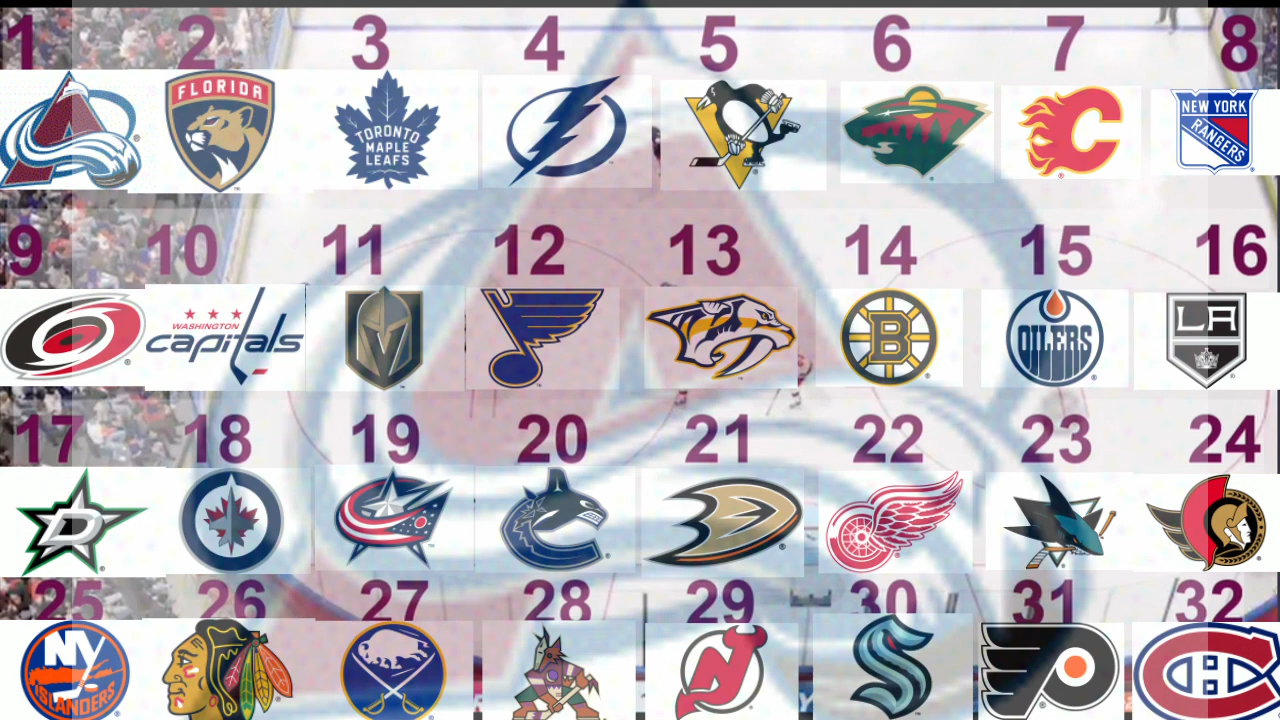 1 2 3 4 5 6 7 8
FLORIDA
TORONTO
MAPLE
LEAFS
C
NEW YORK
RANGERS
9 10 11 12 13 14 15 16
WASHINGTON
capitals
B
OILERS
LA
17 18 19 20 21 22 23 24
D
25 26 27 28 29 30 31 32
NY
ISLANDERS
NJ
S
P
CH